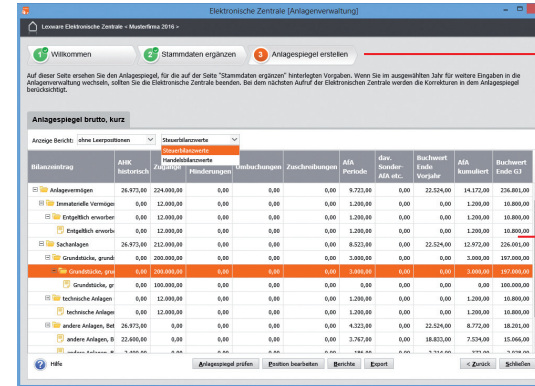 Elektronische Zentrale [Anlagenverwaltung]
Lexware Elektronische Zentrale « Musterfirma 2016 »
1 Willkommen 2 Stammdaten ergänzen 3 Anlagespiegel erstellen
Auf dieser Seite ersehen Sie den Anlagespiegel, für die auf der Seite "Stammdaten ergänzen" hinterlegten Vorgaben. Wenn Sie im ausgewählten Jahr für weitere Eingaben in die
Anlagenverwaltung wechseln, sollten Sie die Elektronische Zentrale beenden. Bei dem nächsten Aufruf der Elektronischen Zentrale werden die Korrekturen in dem Anlagespiegel
berücksichtigt.
Anlagespiegel brutto, kurz
Anzeige Bericht: ohne Leerpositionen Steuerbilanzwerte
Steuerbilanzwerte
Handelsbilanzwerte
Bilanzeintrag AHK historisch Zugänge Minderungen Umbuchungen Zuschreibungen AfA Periode dav. Sonder-AfA etc. Buchwert Ende Vorjahr AfA kumuliert Buchwert Ende GJ
Anlagevermögen 26.973,00 224.000,00 0,00 0,00 0,00 9.723,00 0,00 22.524,00 14.172,00 236.801,00
Immaterielle Vermöge 0,00 12.000,00 0,00 0,00 0,00 1.200,00 0,00 0,00 1.200,00 10.800,00
Entgeltlich erworber 0,00 12.000,00 0,00 0,00 0,00 1.200,00 0,00 0,00 1.200,00 10.800,00
Entgeltlich erworb 0,00 12.000,00 0,00 0,00 0,00 1.200,00 0,00 0,00 1.200,00 10.800,00
Sachanlagen 26.973,00 212.000,00 0,00 0,00 0,00 8.523,00 0,00 22.524,00 12.972,00 226.001,00
Grundstücke, grunds 0,00 200.000,00 0,00 0,00 0,00 3.000,00 0,00 0,00 3.000,00 197.000,00
Grundstücke, grun 0,00 200.000,00 0,00 0,00 0,00 3.000,00 0,00 0,00 3.000,00 197.000,00
Grundstücke, gr 0,00 100.000,00 0,00 0,00 0,00 0,00 0,00 0,00 0,00 100.000,00
technische Anlagen 0,00 12.000,00 0,00 0,00 0,00 1.200,00 0,00 0,00 1.200,00 10.800,00
technische Anlage 0,00 12.000,00 0,00 0,00 0,00 1.200,00 0,00 0,00 1.200,00 10.800,00
andere Anlagen, Bet 26.973,00 0,00 0,00 0,00 0,00 4.323,00 0,00 22.524,00 8.772,00 18.201,00
andere Anlagen, B 22.600,00 0,00 0,00 0,00 0,00 3.767,00 0,00 18.833,00 7.534,00 15.066,00
Hilfe Anlagespiegel prüfen Position bearbeiten Berichte Export < Zurück Schließen